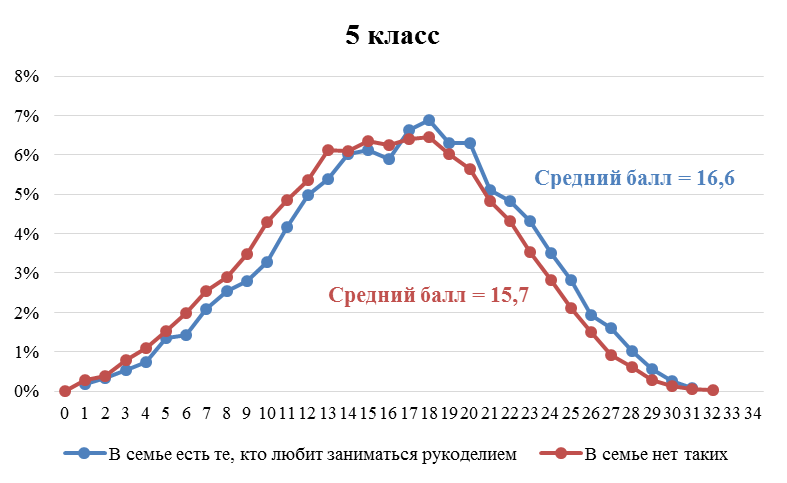 5 класс
8%
7%
6%
5%
4%
3%
2%
1%
0%
Средний балл = 16,6
Средний балл = 15,7
0 1 2 3 4 5 6 7 8 9 10 11 12 13 14 15 16 17 18 19 20 21 22 23 24 25 26 27 28 29 30 31 32 33 34
В семье есть те, кто любит заниматься рукоделием
В семье нет таких